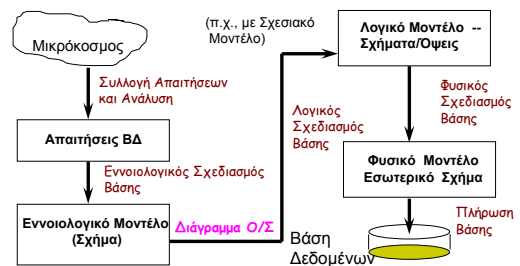 Μικρόκοσμος
Συλλογή Απαιτήσεων
και Ανάλυση
Απαιτήσεις ΒΔ
Εννοιολογικός Σχεδιασμός
Βάσης
Εννοιολογικό Μοντέλο
(Σχήμα)
Διάγραμμα Ο/Σ
(π.χ., με Σχεσιακό
Μοντέλο)
Λογικός
Σχεδιασμός
Βάσης
Λογικό Μοντέλο --
Σχήματα/Όψεις
Φυσικός
Σχεδιασμός
Βάσης
Φυσικό Μοντέλο
Εσωτερικό Σχήμα
Πλήρωση
Βάσης
Βάση
Δεδομένων